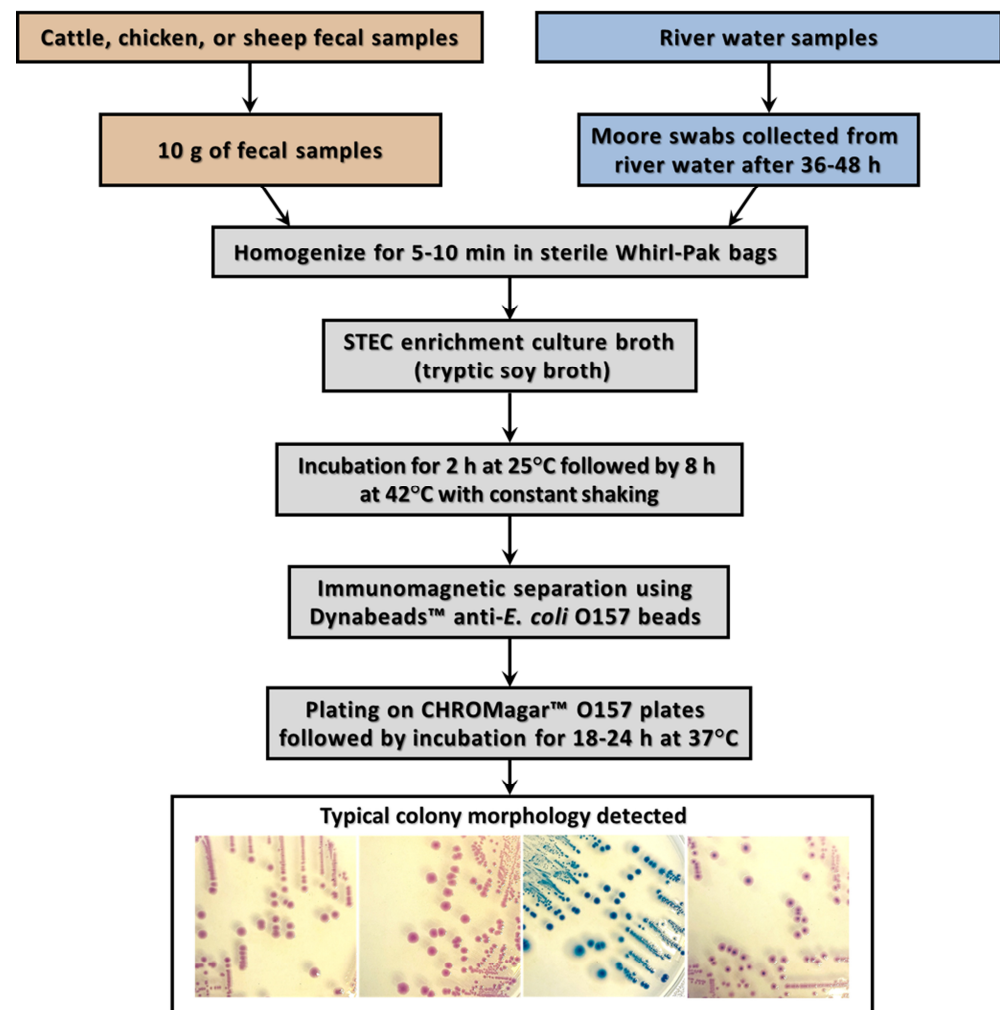 Cattle, chicken, or sheep fecal samples
River water samples
10 g of fecal samples
Moore swabs collected from
river water after 36-48 h
Homogenize for 5-10 min in sterile Whirl-Pak bags
STEC enrichment culture broth
(tryptic soy broth)
Incubation for 2 h at 25°C followed by 8 h
at 42°C with constant shaking
Immunomagnetic separation using
Dynabeads™ anti-E. coli O157 beads
Plating on CHROMagar™ O157 plates
followed by incubation for 18-24 h at 37°C
Typical colony morphology detected